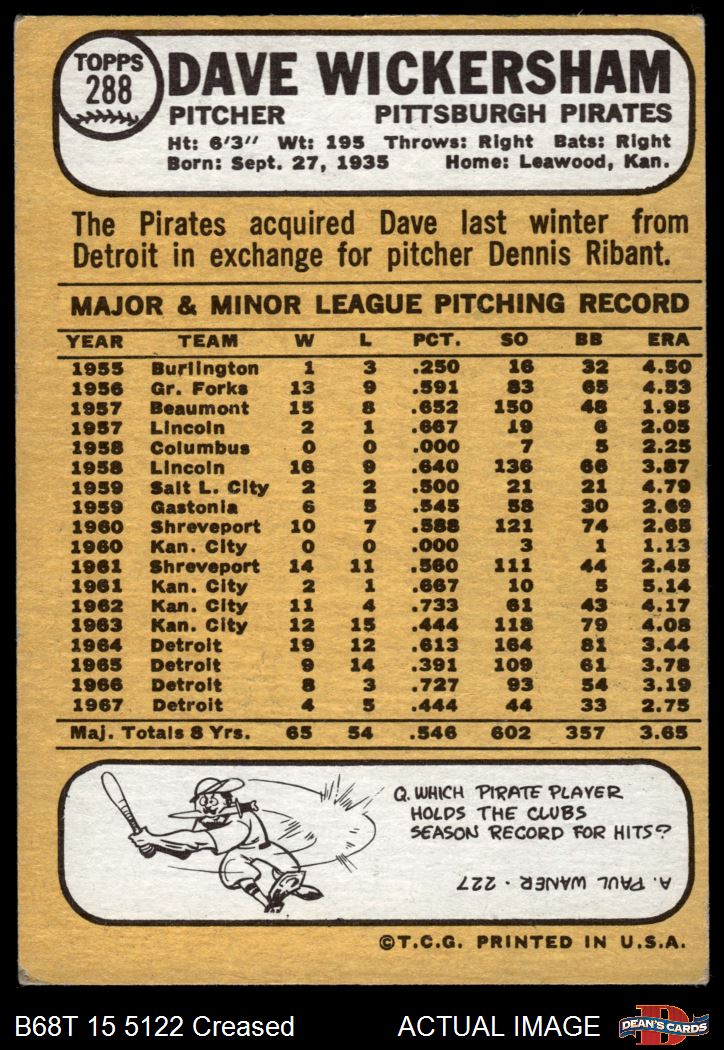 TOPPS
288
DAVE WICKERSHAM
PITCHER PITTSBURGH PIRATES
Ht: 6'3" Wt: 195 Throws: Right Bats: Right
Born: Sept. 27, 1935 Home: Leawood, Kan.
The Pirates acquired Dave last winter from
Detroit in exchange for pitcher Dennis Ribant.
MAJOR & MINOR LEAGUE PITCHING RECORD
YEAR TEAM W L PCT. SO BB ERA
1955 Burlington 1 3 .250 16 32 4.50
1956 Gr. Forks 13 9 .591 83 65 4.53
1957 Beaumont 15 8 .652 150 48 1.95
1957 Lincoln 2 1 .667 19 6 2.05
1958 Columbus 0 0 .000 7 5 2.25
1958 Lincoln 16 9 .640 136 66 3.87
1959 Salt L. City 2 2 .500 21 21 4.79
1959 Gastonia 6 5 .545 58 30 2.69
1960 Shreveport 10 7 .588 121 74 2.65
1960 Kan. City 0 0 .000 3 1 1.13
1961 Shreveport 14 11 .560 111 44 2.45
1961 Kan. City 2 1 .667 10 5 5.14
1962 Kan. City 11 4 .733 61 43 4.17
1963 Kan. City 12 15 .444 118 79 4.08
1964 Detroit 19 12 .613 164 81 3.44
1965 Detroit 9 14 .391 109 61 3.78
1966 Detroit 8 3 .727 93 54 3.19
1967 Detroit 4 5 .444 44 33 2.75
Maj. Totals 8 Yrs. 65 54 .546 602 357 3.65
Q. WHICH PIRATE PLAYER
HOLDS THE CLUBS
SEASON RECORD FOR HITS?
A. PAUL WANER · 227
©T.C.G. PRINTED IN U.S.A.
B68T 15 5122 Creased ACTUAL IMAGE
D
DEAN'S CARDS